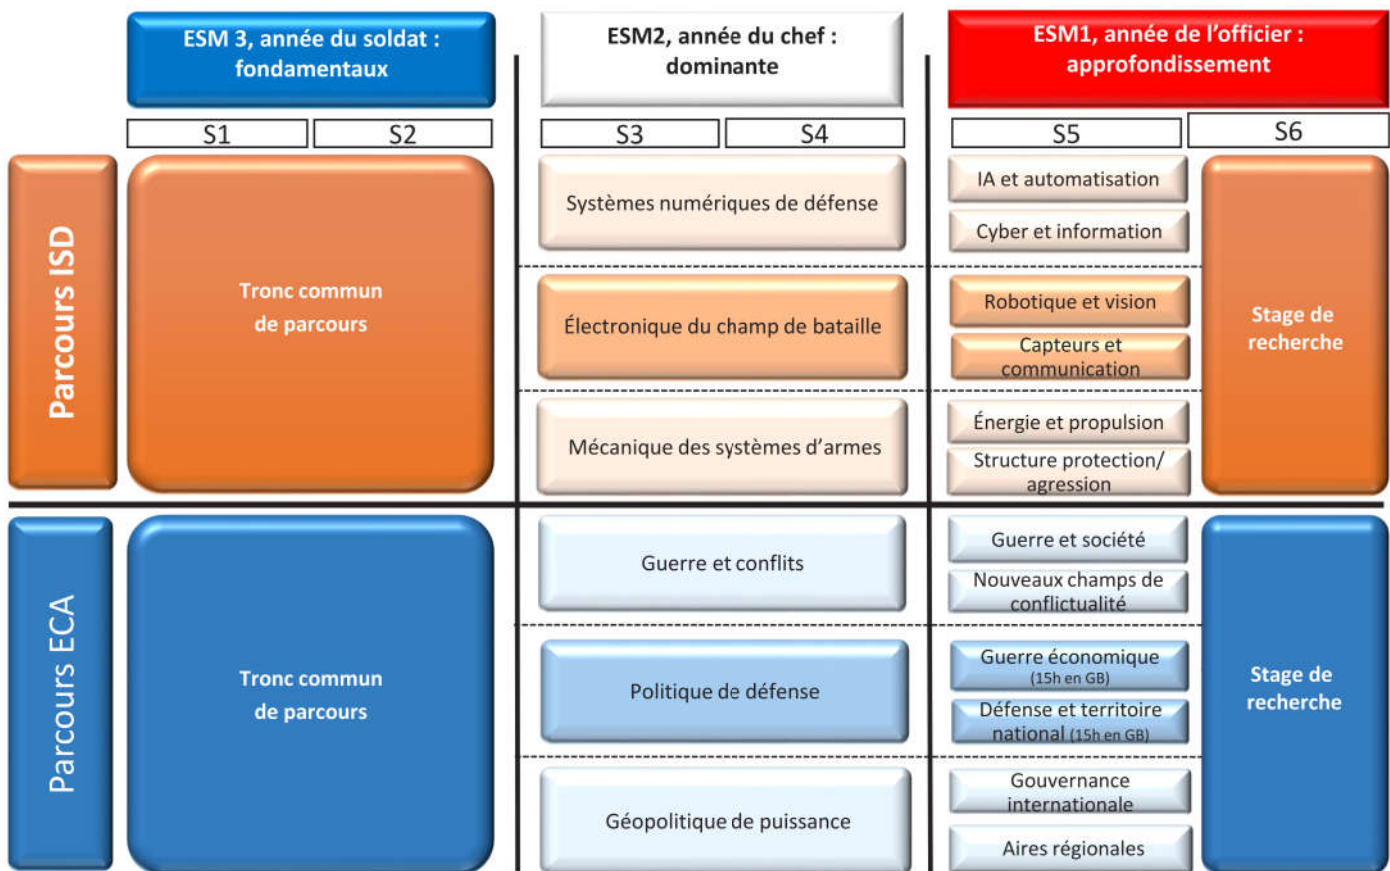 ESM 3, année du soldat :
fondamentaux
ESM2, année du chef :
dominante
ESM1, année de l’officier :
approfondissement
S1
S2
S3
S4
S5
S6
Parcours ISD
Tronc commun
de parcours
Systèmes numériques de défense
IA et automatisation
Cyber et information
Électronique du champ de bataille
Robotique et vision
Capteurs et
communication
Mécanique des systèmes d’armes
Énergie et propulsion
Structure protection/
agression
Stage de
recherche
Parcours ECA
Tronc commun
de parcours
Guerre et conflits
Guerre et société
Nouveaux champs de
conflictualité
Politique de défense
Guerre économique
(15h en GB)
Défense et territoire
national (15h en GB)
Géopolitique de puissance
Gouvernance
internationale
Aires régionales
Stage de
recherche